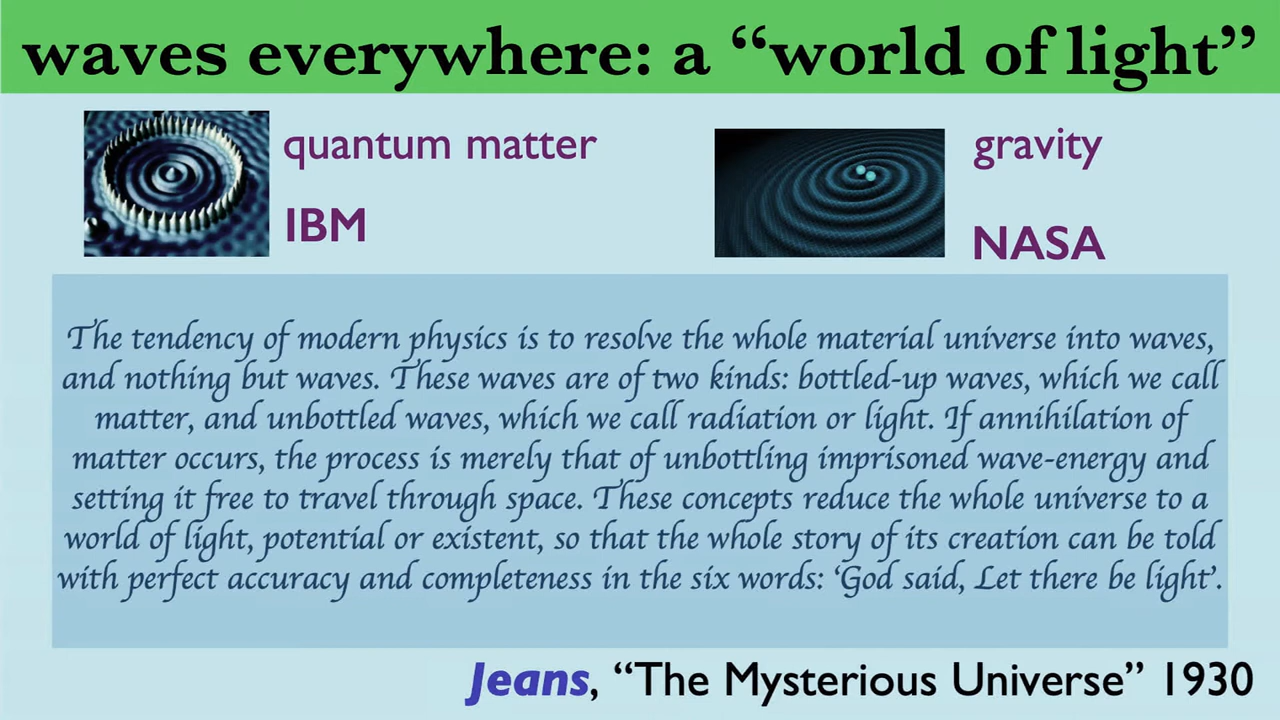 waves everywhere: a “world of light”
quantum matter
IBM
gravity
NASA
The tendency of modern physics is to resolve the whole material universe into waves,
and nothing but waves. These waves are of two kinds: bottled-up waves, which we call
matter, and unbottled waves, which we call radiation or light. If annihilation of
matter occurs, the process is merely that of unbottling imprisoned wave-energy and
setting it free to travel through space. These concepts reduce the whole universe to a
world of light, potential or existent, so that the whole story of its creation can be told
with perfect accuracy and completeness in the six words: ‘God said, Let there be light’.
Jeans, “The Mysterious Universe” 1930